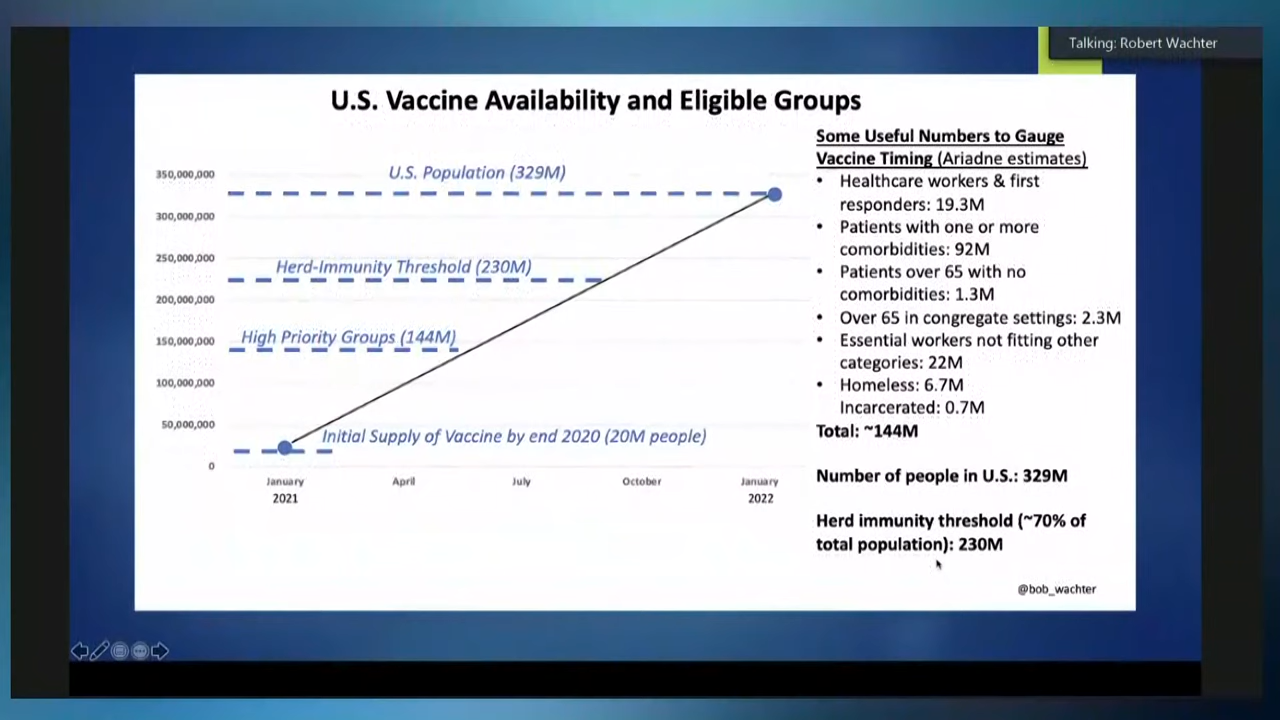 Talking: Robert Wachter
U.S. Vaccine Availability and Eligible Groups
350,000,000
300,000,000
250,000,000
200,000,000
150,000,000
100,000,000
50,000,000
0
U.S. Population (329M)
Herd-Immunity Threshold (230M)
High Priority Groups (144M)
Initial Supply of Vaccine by end 2020 (20M people)
January
2021
April
July
October
January
2022
Some Useful Numbers to Gauge
Vaccine Timing (Ariadne estimates)
• Healthcare workers & first
responders: 19.3M
• Patients with one or more
comorbidities: 92M
• Patients over 65 with no
comorbidities: 1.3M
• Over 65 in congregate settings: 2.3M
• Essential workers not fitting other
categories: 22M
• Homeless: 6.7M
Incarcerated: 0.7M
Total: ~144M
Number of people in U.S.: 329M
Herd immunity threshold (~70% of
total population): 230M
@bob_wachter